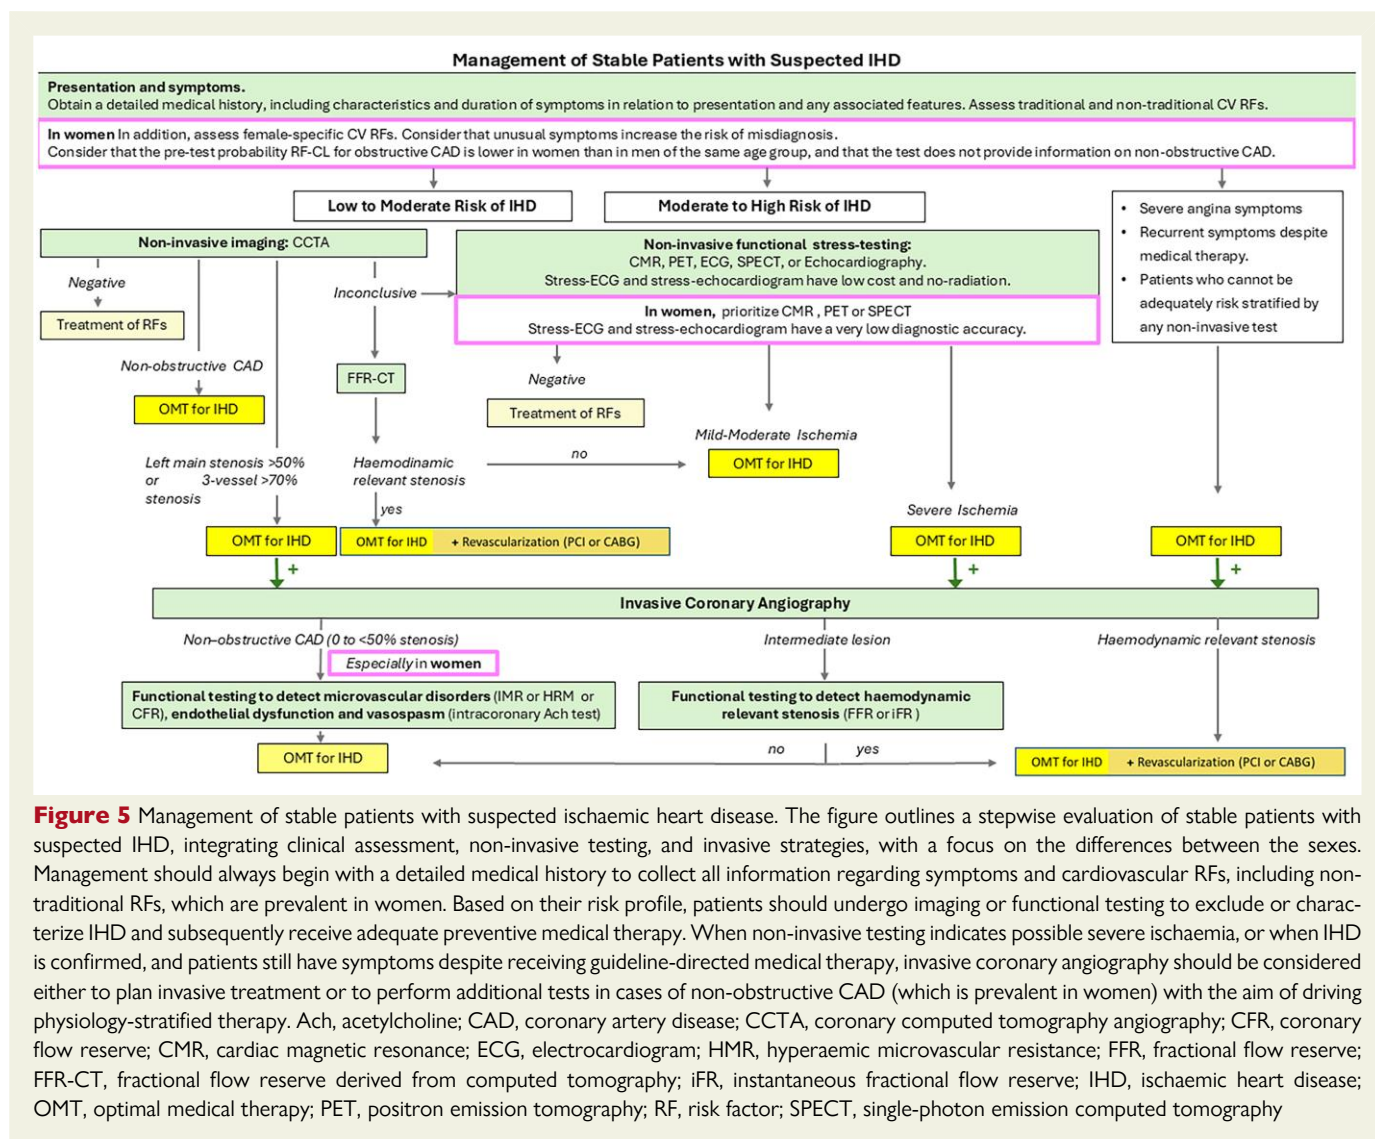 Management of Stable Patients with Suspected IHD
Presentation and symptoms.
Obtain a detailed medical history, including characteristics and duration of symptoms in relation to presentation and any associated features. Assess traditional and non-traditional CV RFs.
In women In addition, assess female-specific CV RFs. Consider that unusual symptoms increase the risk of misdiagnosis.
Consider that the pre-test probability RF-CL for obstructive CAD is lower in women than in men of the same age group, and that the test does not provide information on non-obstructive CAD.
Low to Moderate Risk of IHD
Moderate to High Risk of IHD
• Severe angina symptoms
• Recurrent symptoms despite
medical therapy.
• Patients who cannot be
adequately risk stratified by
any non-invasive test
Non-invasive imaging: CCTA
Non-invasive functional stress-testing:
CMR, PET, ECG, SPECT, or Echocardiography.
Stress-ECG and stress-echocardiogram have low cost and no-radiation.
In women, prioritize CMR , PET or SPECT
Stress-ECG and stress-echocardiogram have a very low diagnostic accuracy.
Negative
Treatment of RFs
Inconclusive
Non-obstructive CAD
OMT for IHD
FFR-CT
Negative
Treatment of RFs
Mild-Moderate Ischemia
OMT for IHD
Left main stenosis >50%
or 3-vessel >70%
stenosis
Haemodinamic
relevant stenosis
no
yes
Severe Ischemia
OMT for IHD
OMT for IHD + Revascularization (PCI or CABG)
OMT for IHD
OMT for IHD
+
+
+
Invasive Coronary Angiography
Non-obstructive CAD (0 to <50% stenosis)
Intermediate lesion
Haemodynamic relevant stenosis
Especially in women
Functional testing to detect microvascular disorders (IMR or HRM or
CFR), endothelial dysfunction and vasospasm (intracoronary Ach test)
Functional testing to detect haemodynamic
relevant stenosis (FFR or iFR )
OMT for IHD
no
yes
OMT for IHD + Revascularization (PCI or CABG)
Figure 5 Management of stable patients with suspected ischaemic heart disease. The figure outlines a stepwise evaluation of stable patients with
suspected IHD, integrating clinical assessment, non-invasive testing, and invasive strategies, with a focus on the differences between the sexes.
Management should always begin with a detailed medical history to collect all information regarding symptoms and cardiovascular RFs, including non-
traditional RFs, which are prevalent in women. Based on their risk profile, patients should undergo imaging or functional testing to exclude or charac-
terize IHD and subsequently receive adequate preventive medical therapy. When non-invasive testing indicates possible severe ischaemia, or when IHD
is confirmed, and patients still have symptoms despite receiving guideline-directed medical therapy, invasive coronary angiography should be considered
either to plan invasive treatment or to perform additional tests in cases of non-obstructive CAD (which is prevalent in women) with the aim of driving
physiology-stratified therapy. Ach, acetylcholine; CAD, coronary artery disease; CCTA, coronary computed tomography angiography; CFR, coronary
flow reserve; CMR, cardiac magnetic resonance; ECG, electrocardiogram; HMR, hyperaemic microvascular resistance; FFR, fractional flow reserve;
FFR-CT, fractional flow reserve derived from computed tomography; iFR, instantaneous fractional flow reserve; IHD, ischaemic heart disease;
OMT, optimal medical therapy; PET, positron emission tomography; RF, risk factor; SPECT, single-photon emission computed tomography